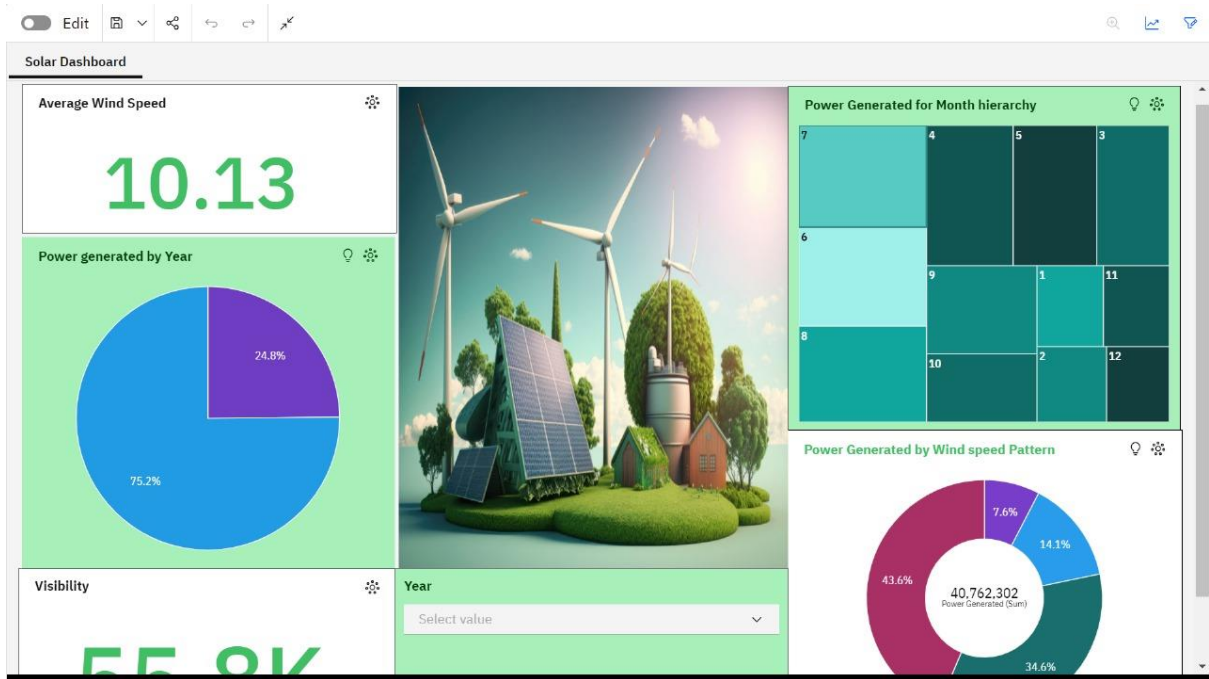 Edit
Solar Dashboard
Average Wind Speed
10.13
Power generated by Year
24.8%
75.2%
Visibility
55.8K
Year
Select value
Power Generated for Month hierarchy
7
4
5
3
6
9
1
11
8
10
2
12
Power Generated by Wind speed Pattern
7.6%
14.1%
43.6%
40,762,302
Power Generated (Sum)
34.6%